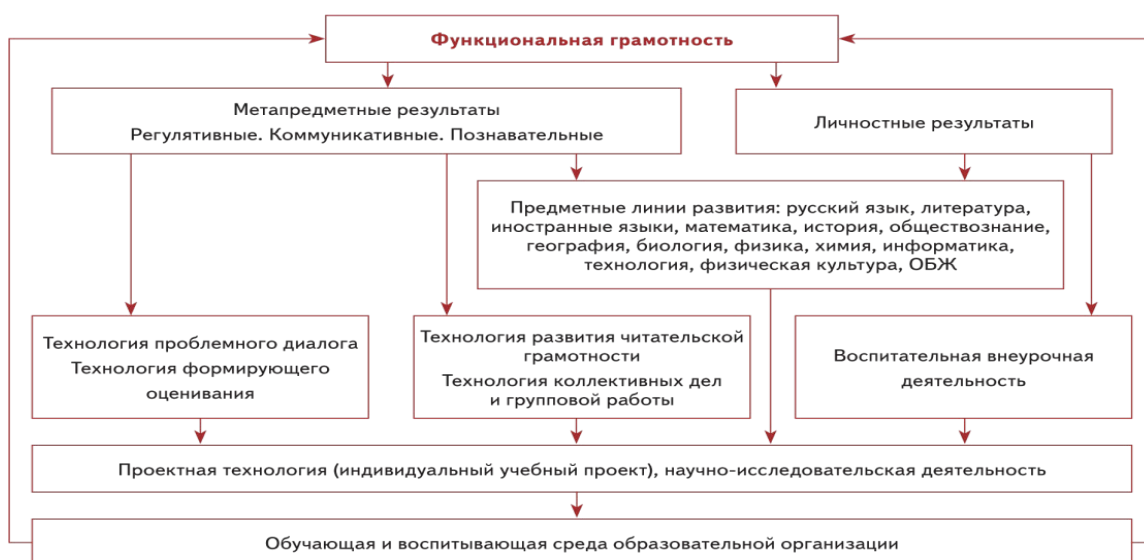 Функциональная грамотность
Метапредметные результаты
Регулятивные. Коммуникативные. Познавательные
Личностные результаты
Предметные линии развития: русский язык, литература,
иностранные языки, математика, история, обществознание,
география, биология, физика, химия, информатика,
технология, физическая культура, ОБЖ
Технология проблемного диалога
Технология формирующего
оценивания
Технология развития читательской
грамотности
Технология коллективных дел
и групповой работы
Воспитательная внеурочная
деятельность
Проектная технология (индивидуальный учебный проект), научно-исследовательская деятельность
Обучающая и воспитывающая среда образовательной организации